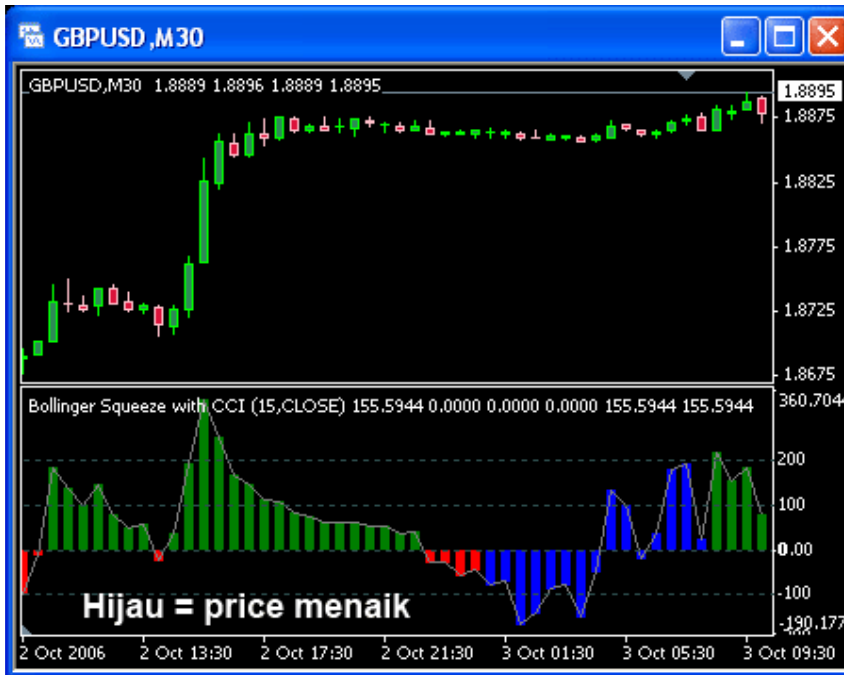 GBPUSD,M30
GBPUSD,M30 1.8889 1.8896 1.8889 1.8895
1.8895
1.8875
1.8825
1.8775
1.8725
1.8675
Bollinger Squeeze with CCI (15,CLOSE) 155.5944 0.0000 0.0000 0.0000 155.5944 155.5944
360.7044
200
100
0.00
-100
-190.177
Hijau = price menaik
2 Oct 2006 2 Oct 13:30 2 Oct 17:30 2 Oct 21:30 3 Oct 01:30 3 Oct 05:30 3 Oct 09:30